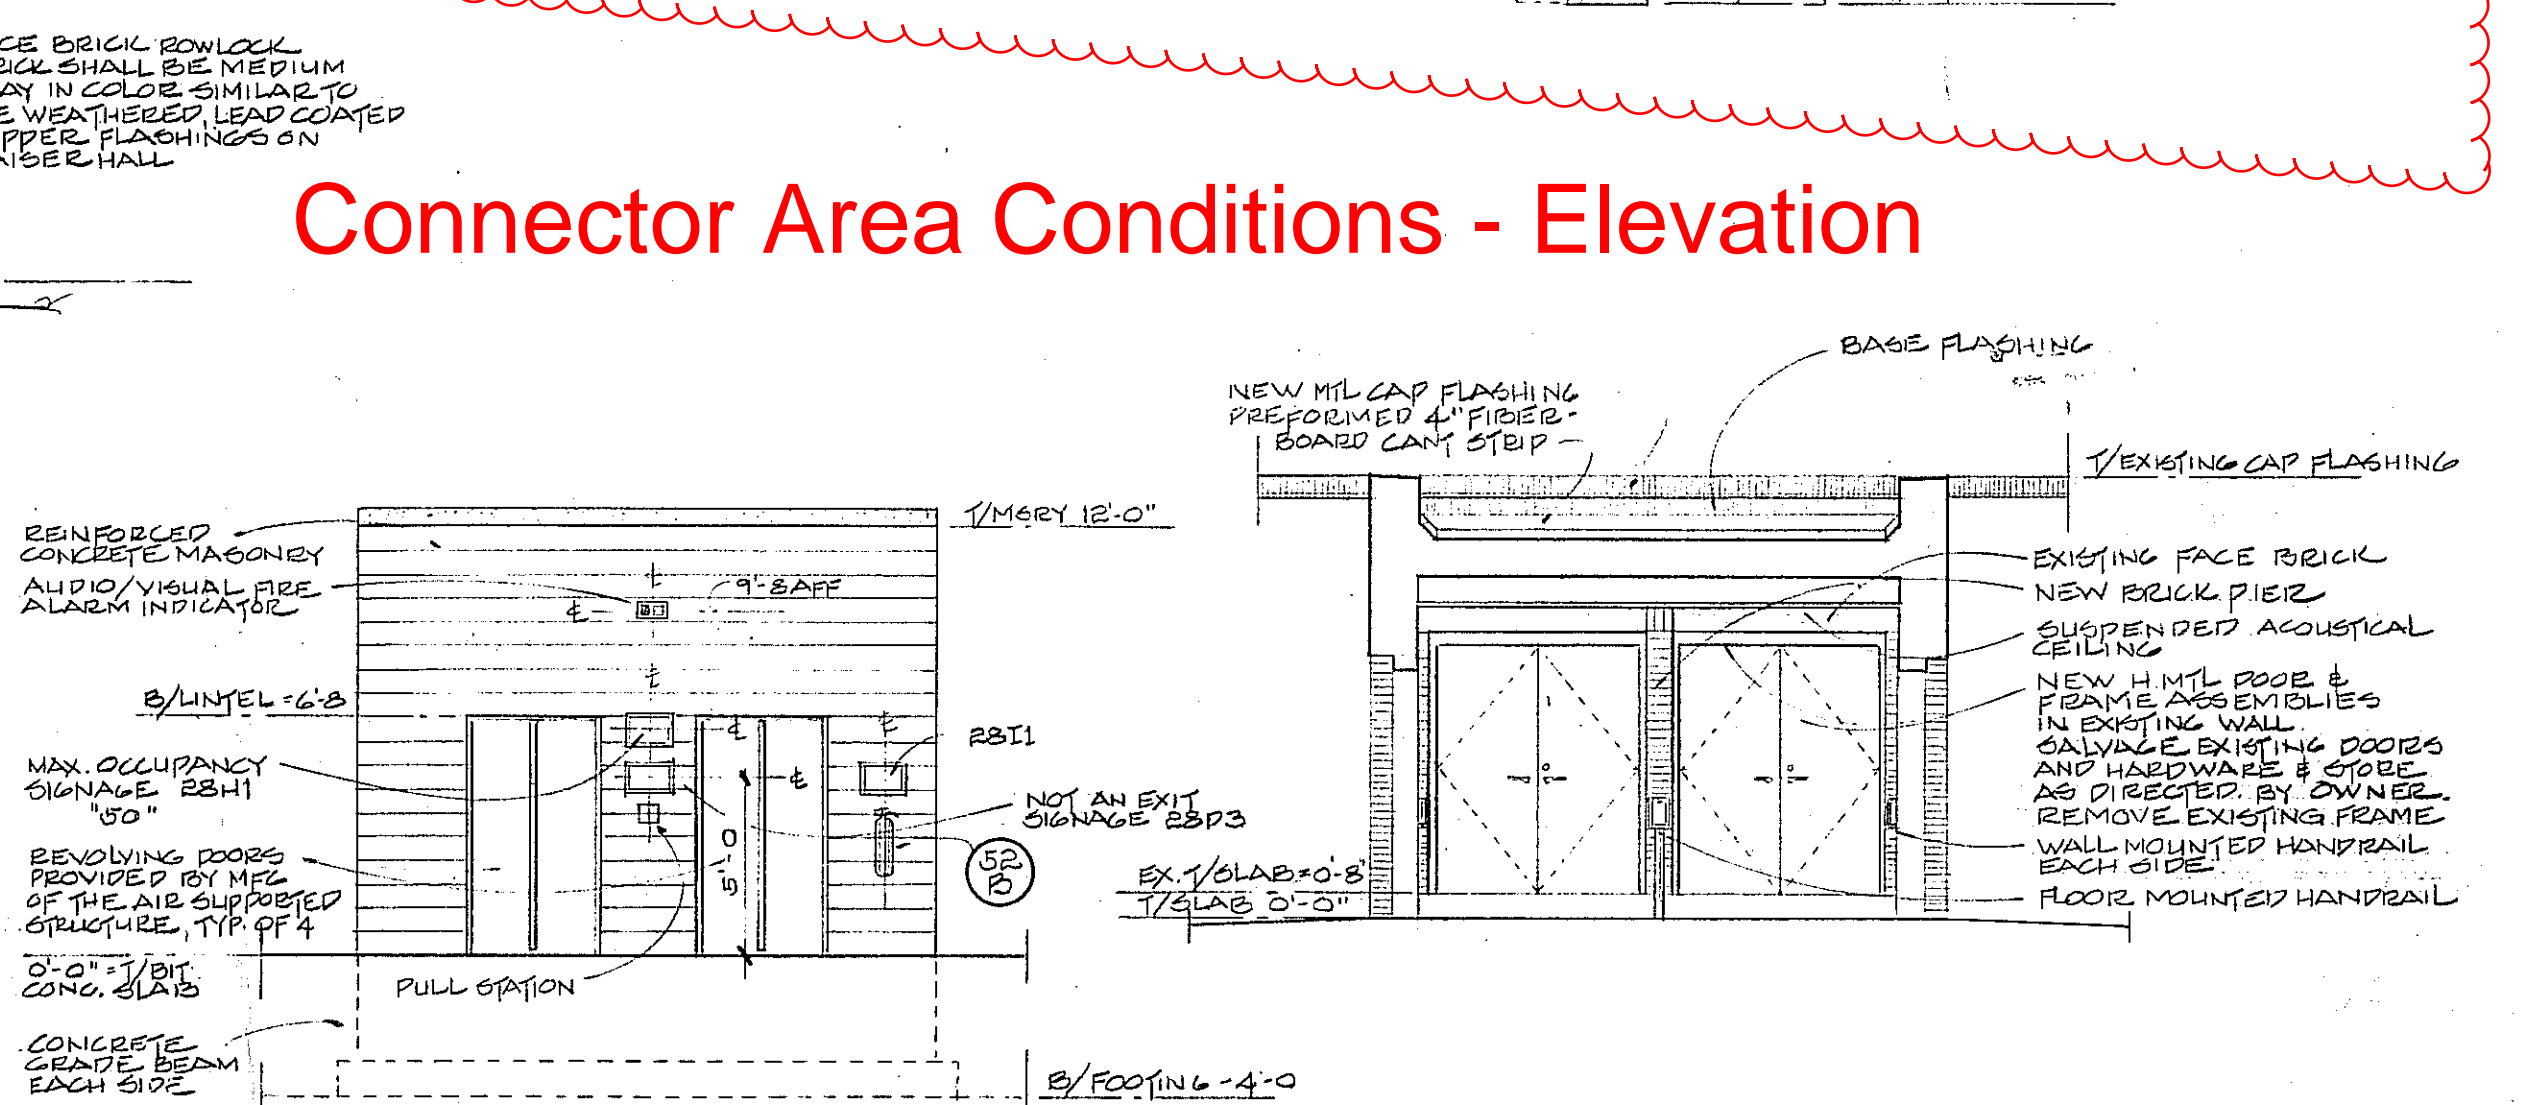 CE BRICK ROWLOCK
RICK SHALL BE MEDIUM
AY IN COLOR SIMILAR TO
E WEATHERED, LEAD COATED
PPER FLASHINGS ON
AISER HALL
Connector Area Conditions - Elevation
REINFORCED
CONCRETE MASONRY
AUDIO/VISUAL FIRE
ALARM INDICATOR
B/LINTEL = 6'-8
MAX. OCCUPANCY
SIGNAGE 28H1
"50"
REVOLVING DOORS
PROVIDED BY MFG
OF THE AIR SUPPORTED
STRUCTURE, TYP. OF 4
0'-0" = T/BIT.
CONC. SLAB
CONCRETE
GRADE BEAM
EACH SIDE
T/MSRY 12'-0"
9'-8 AFF
28I1
NOT AN EXIT
SIGNAGE 28D3
52
B
5'-0
PULL STATION
B/FOOTING -4'-0
BASE FLASHING
NEW MTL CAP FLASHING
PREFORMED 4" FIBER-
BOARD CANT STRIP
T/EXISTING CAP FLASHING
EXISTING FACE BRICK
NEW BRICK PIER
SUSPENDED ACOUSTICAL
CEILING
NEW H.MTL DOOR &
FRAME ASSEMBLIES
IN EXISTING WALL.
SALVAGE EXISTING DOORS
AND HARDWARE & STORE
AS DIRECTED BY OWNER.
REMOVE EXISTING FRAME
WALL MOUNTED HANDRAIL
EACH SIDE
FLOOR MOUNTED HANDRAIL
EX. T/SLAB = 0'-8"
T/SLAB 0'-0"